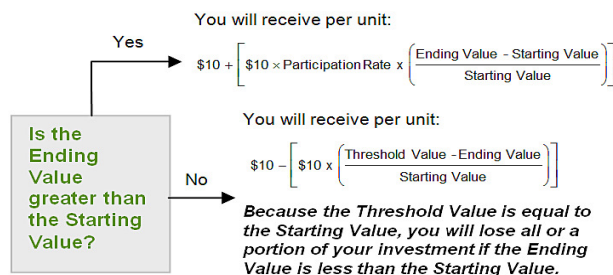 You will receive per unit:
Yes
$10 + [ $10 × Participation Rate x ( Ending Value - Starting Value / Starting Value ) ]
You will receive per unit:
Is the
Ending
Value
greater than
the Starting
Value?
No
$10 – [ $10 x ( Threshold Value - Ending Value / Starting Value ) ]
Because the Threshold Value is equal to
the Starting Value, you will lose all or a
portion of your investment if the Ending
Value is less than the Starting Value.